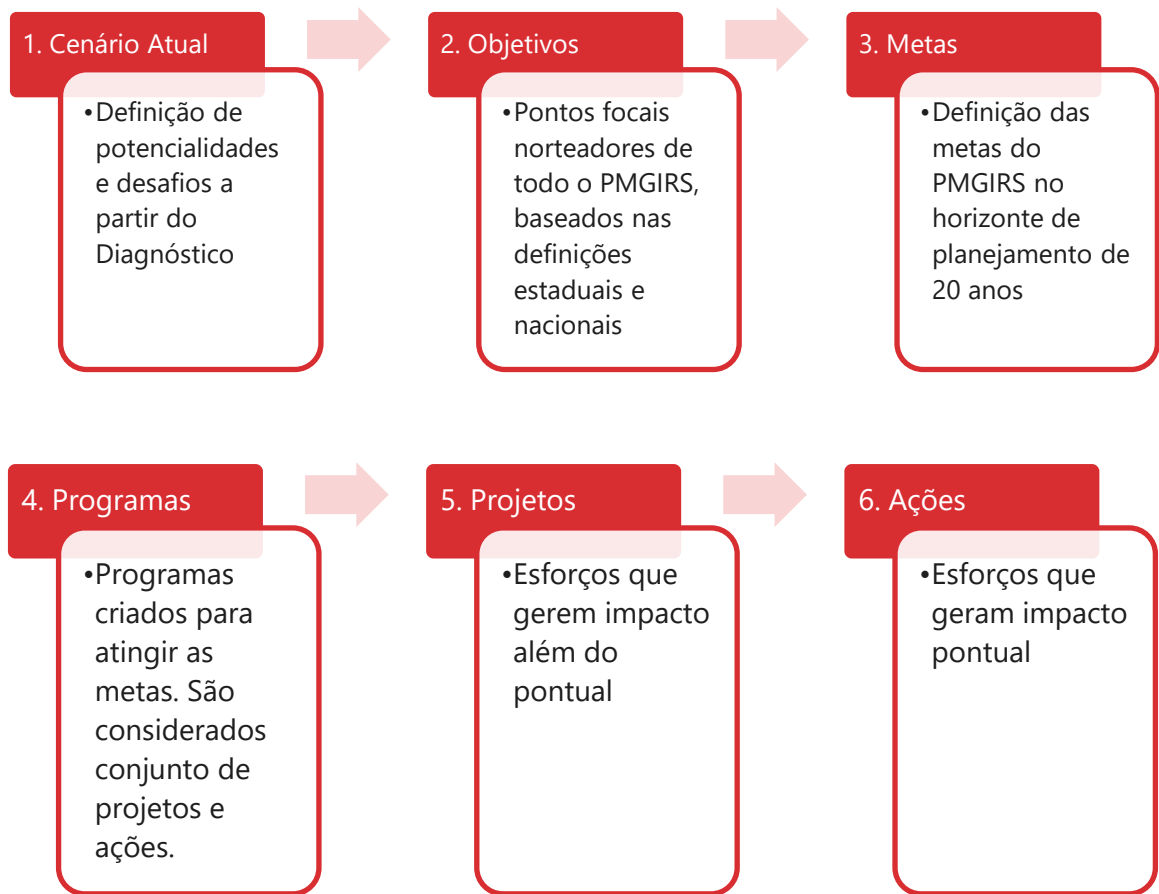 1. Cenário Atual
•Definição de
potencialidades
e desafios a
partir do
Diagnóstico
2. Objetivos
•Pontos focais
norteadores de
todo o PMGIRS,
baseados nas
definições
estaduais e
nacionais
3. Metas
•Definição das
metas do
PMGIRS no
horizonte de
planejamento de
20 anos
4. Programas
•Programas
criados para
atingir as
metas. São
considerados
conjunto de
projetos e
ações.
5. Projetos
•Esforços que
gerem impacto
além do
pontual
6. Ações
•Esforços que
geram impacto
pontual